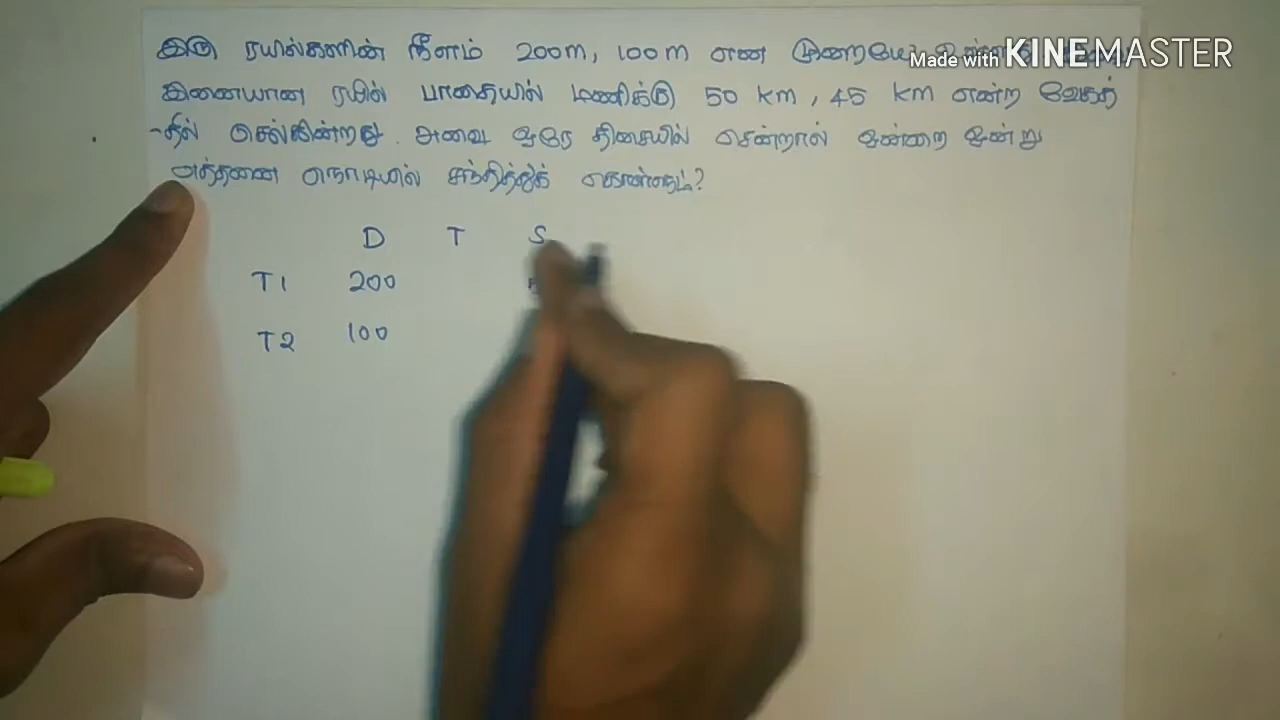 இரு ரயில்களின் நீளம் 200m, 100m என முறையே
Made with KINEMASTER
இணையான ரயில் பாதையில் மணிக்கு 50 km, 45 km என்ற வேகத்
-தில் செல்கின்றது. அவை ஒரே திசையில் சென்றால் ஒன்றை ஒன்று
எத்தனை நொடியில் சந்தித்துக் கொள்ளும்?
D T S
T1 200
T2 100